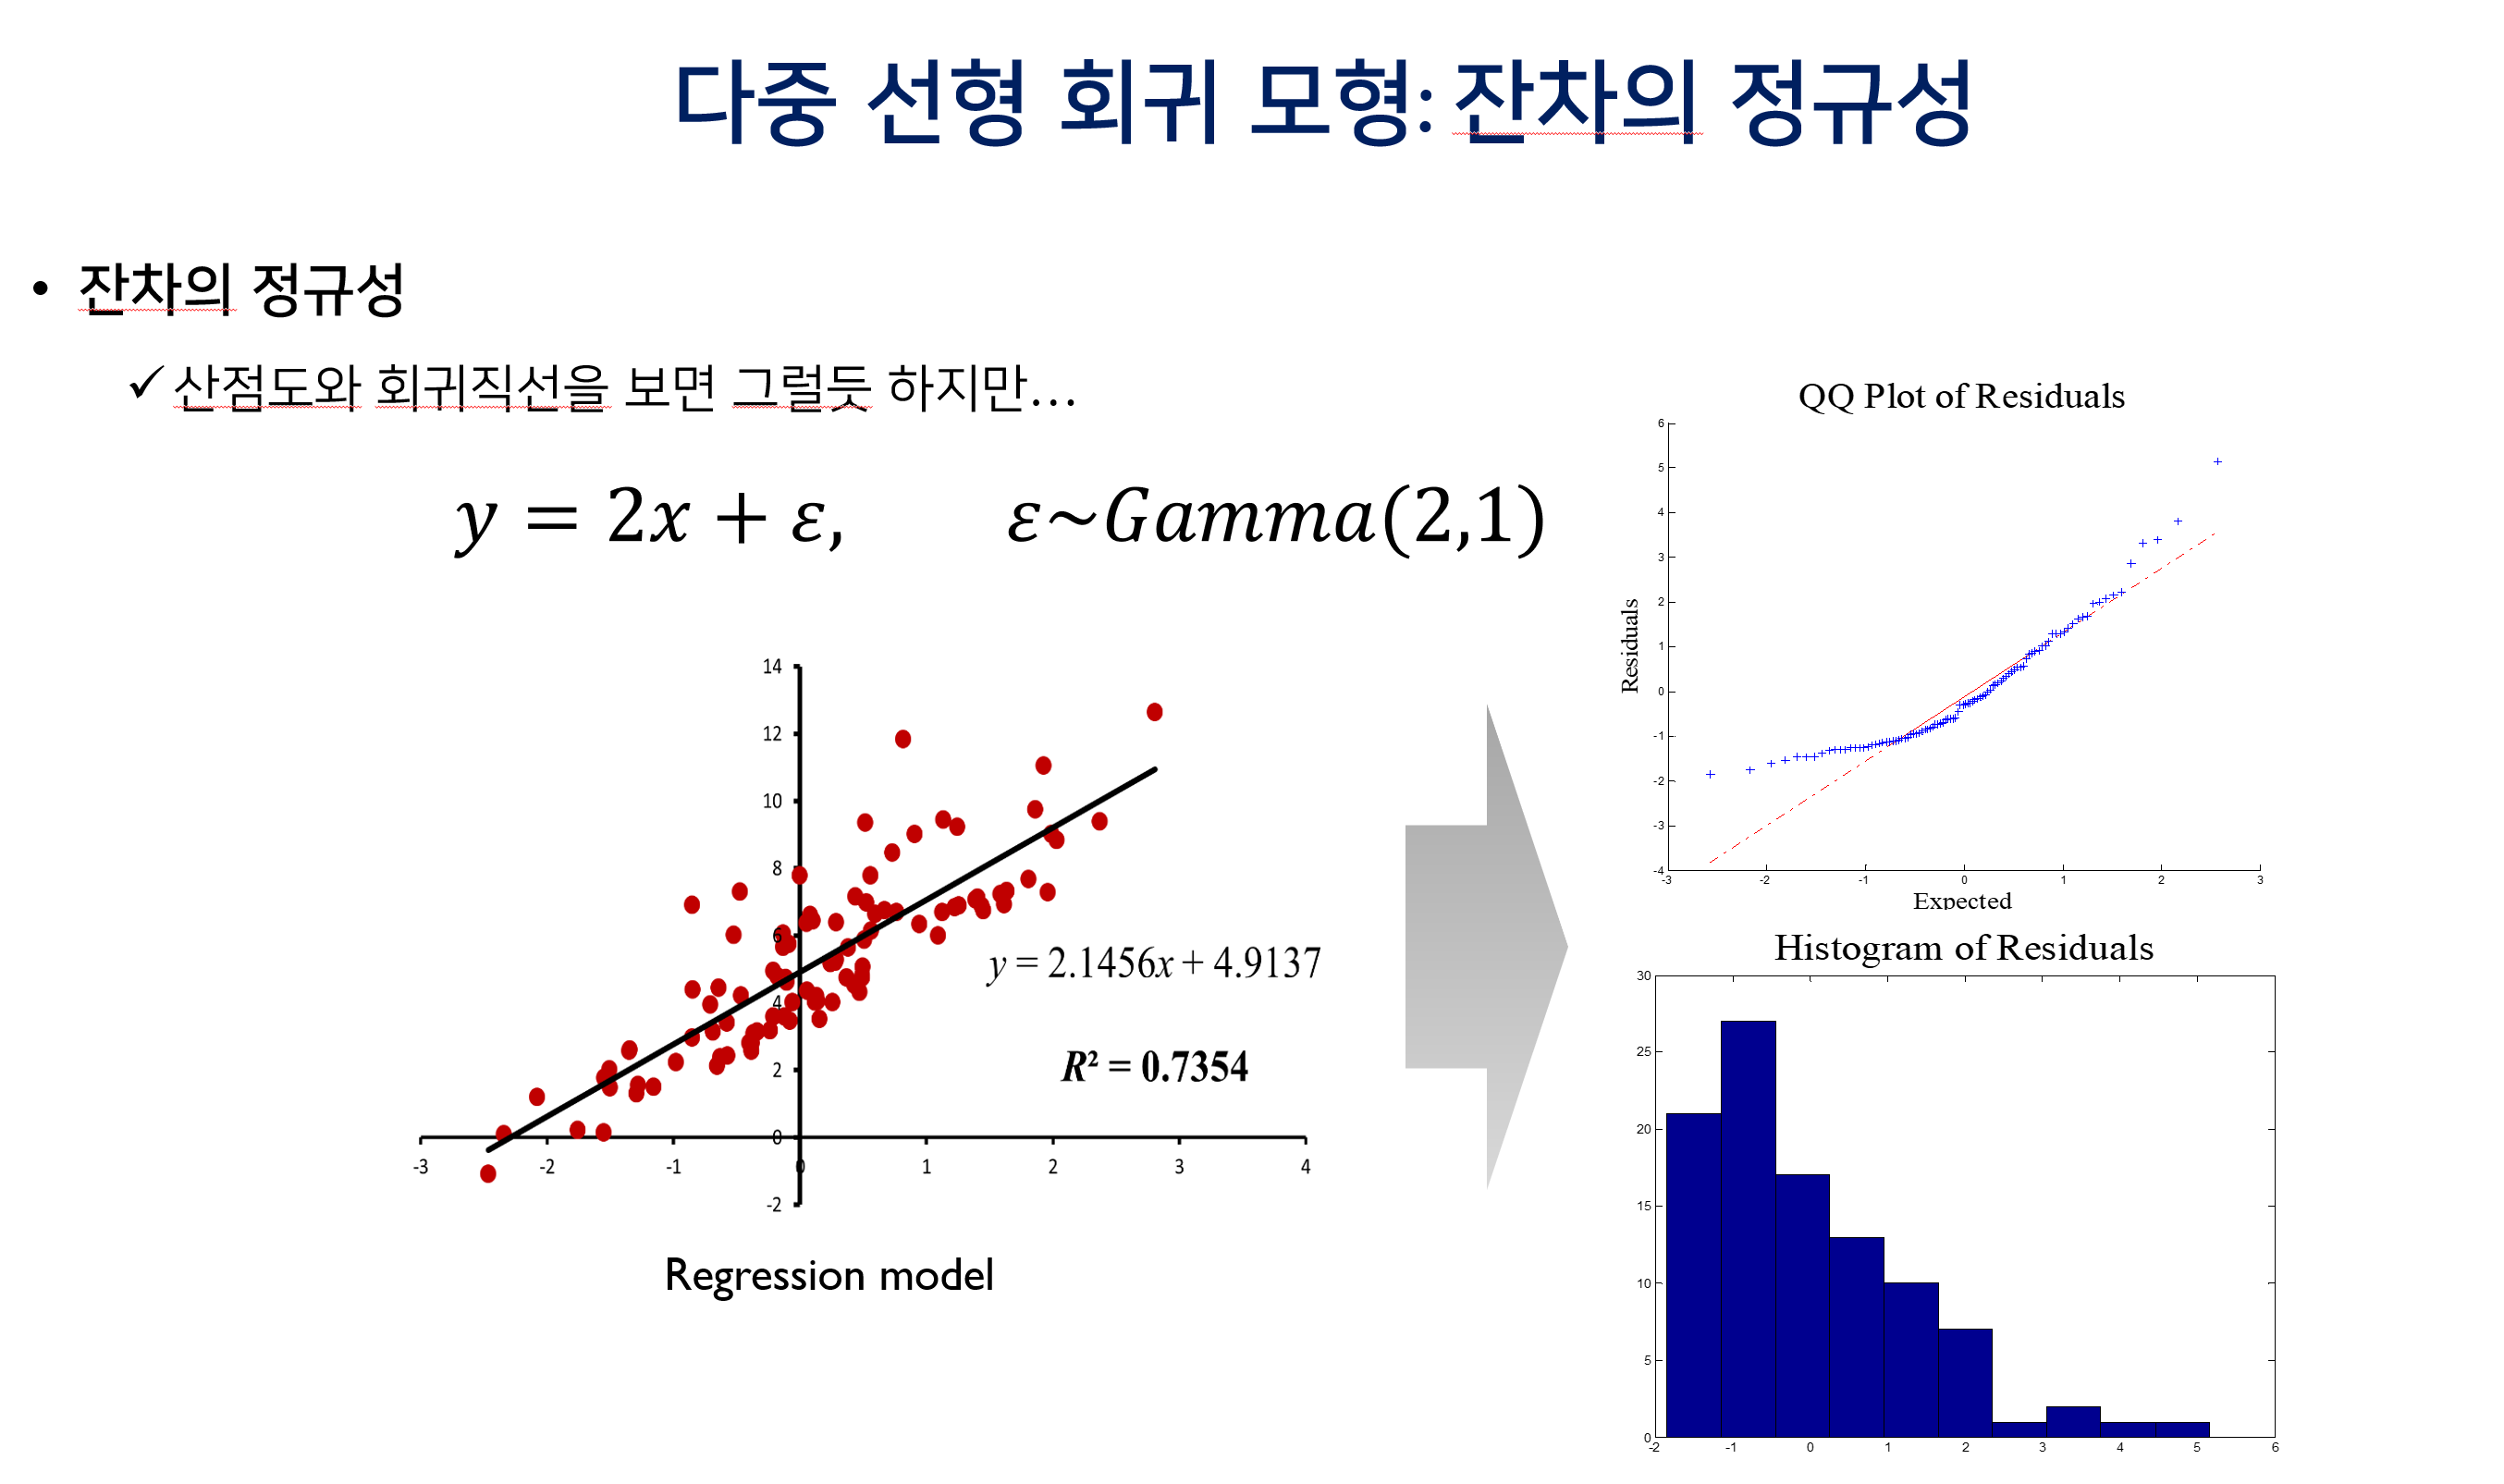 다중 선형 회귀 모형: 잔차의 정규성
• 잔차의 정규성
✓산점도와 회귀직선을 보면 그럴듯 하지만…
y = 2x + ε, ε~Gamma(2,1)
14
12
10
8
6
4
2
0
-2
-3 -2 -1 0 1 2 3 4
y = 2.1456x + 4.9137
R² = 0.7354
Regression model
QQ Plot of Residuals
6
5
4
3
2
1
0
-1
-2
-3
-4
Residuals
-3 -2 -1 0 1 2 3
Expected
Histogram of Residuals
30
25
20
15
10
5
0
-2 -1 0 1 2 3 4 5 6